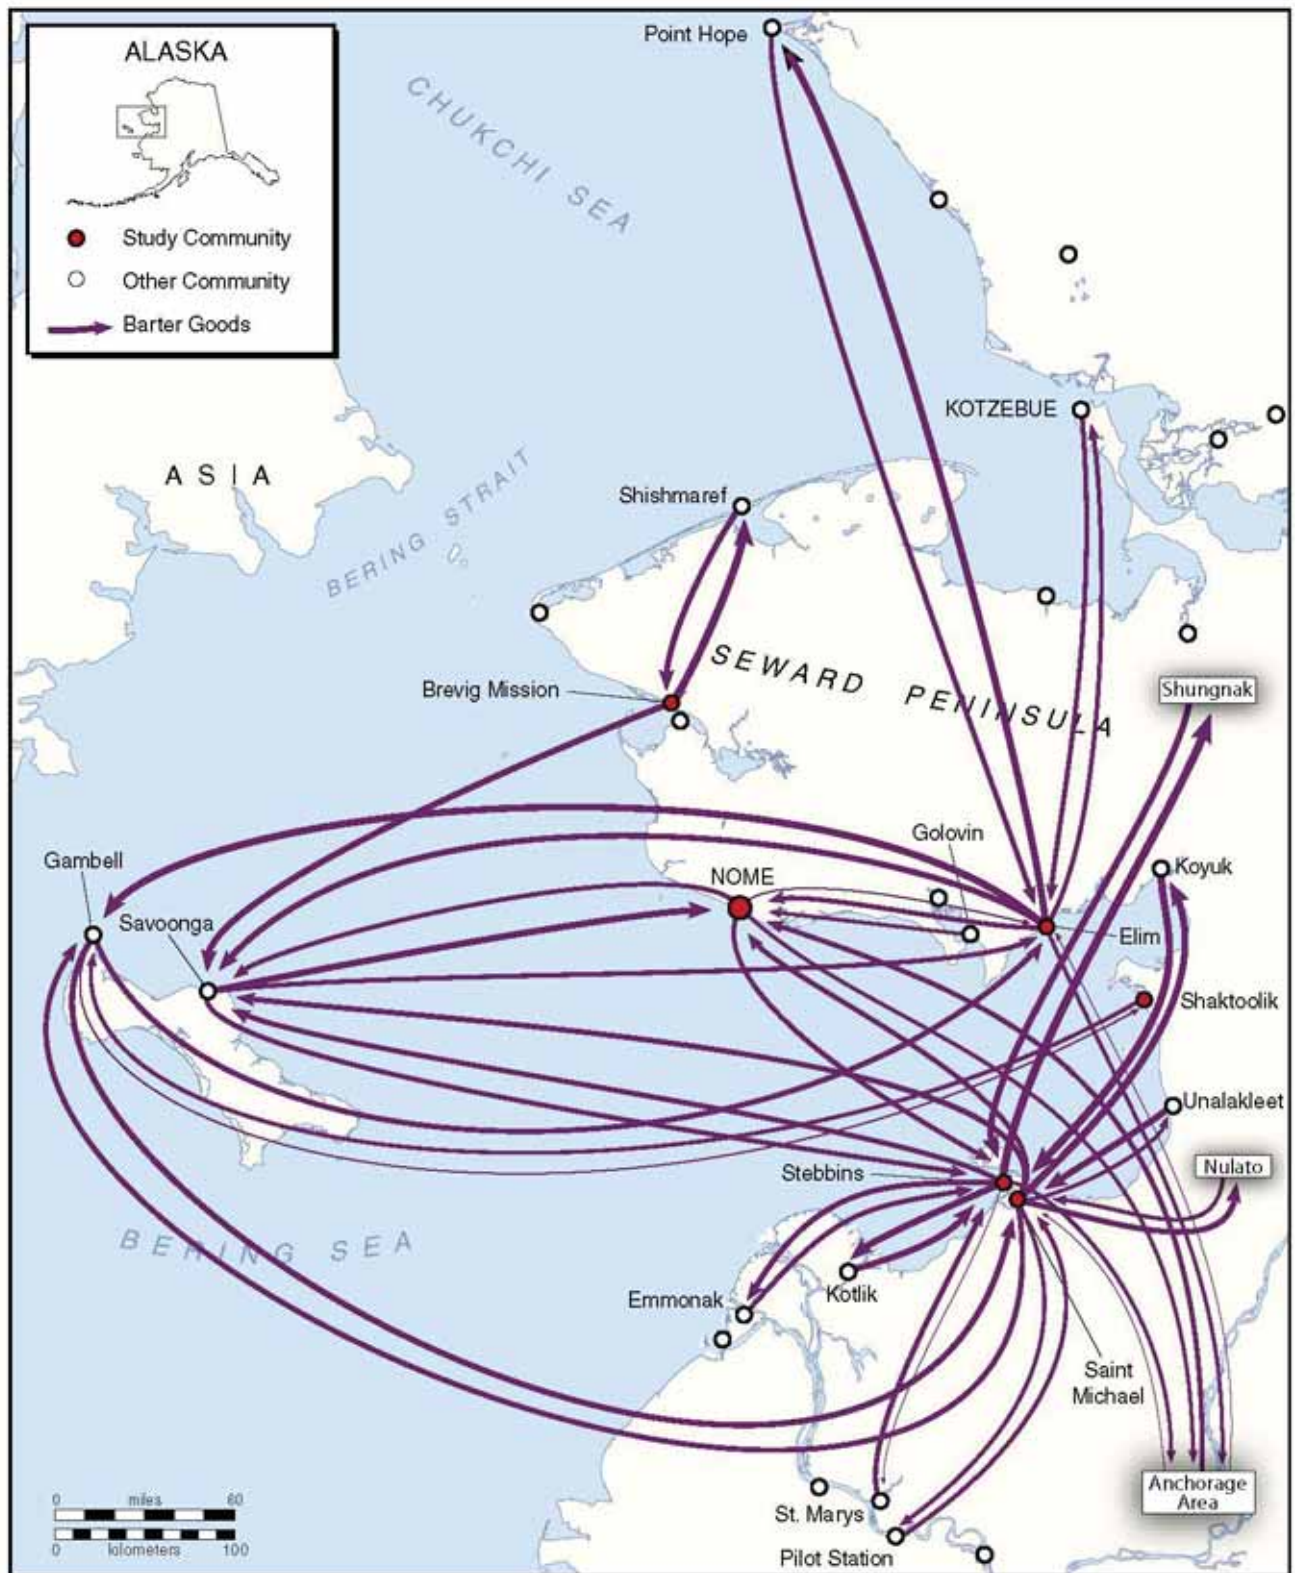 ALASKA
Study Community
Other Community
Barter Goods
Point Hope
CHUKCHI SEA
KOTZEBUE
ASIA
Shishmaref
BERING STRAIT
Brevig Mission
SEWARD PENINSULA
Shungnak
Golovin
Gambell
Koyuk
NOME
Savoonga
Elim
Shaktoolik
Unalakleet
Nulato
Stebbins
BERING SEA
Emmonak
Kotlik
Saint
Michael
Anchorage
Area
St. Marys
Pilot Station
0 miles 60
0 kilometers 100